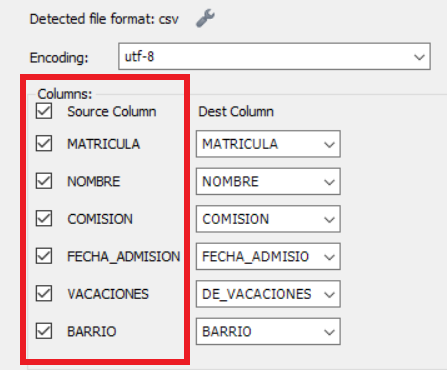 Detected file format: csv
Encoding: utf-8
Columns:
Source Column Dest Column
MATRICULA MATRICULA
NOMBRE NOMBRE
COMISION COMISION
FECHA_ADMISION FECHA_ADMISIO
VACACIONES DE_VACACIONES
BARRIO BARRIO